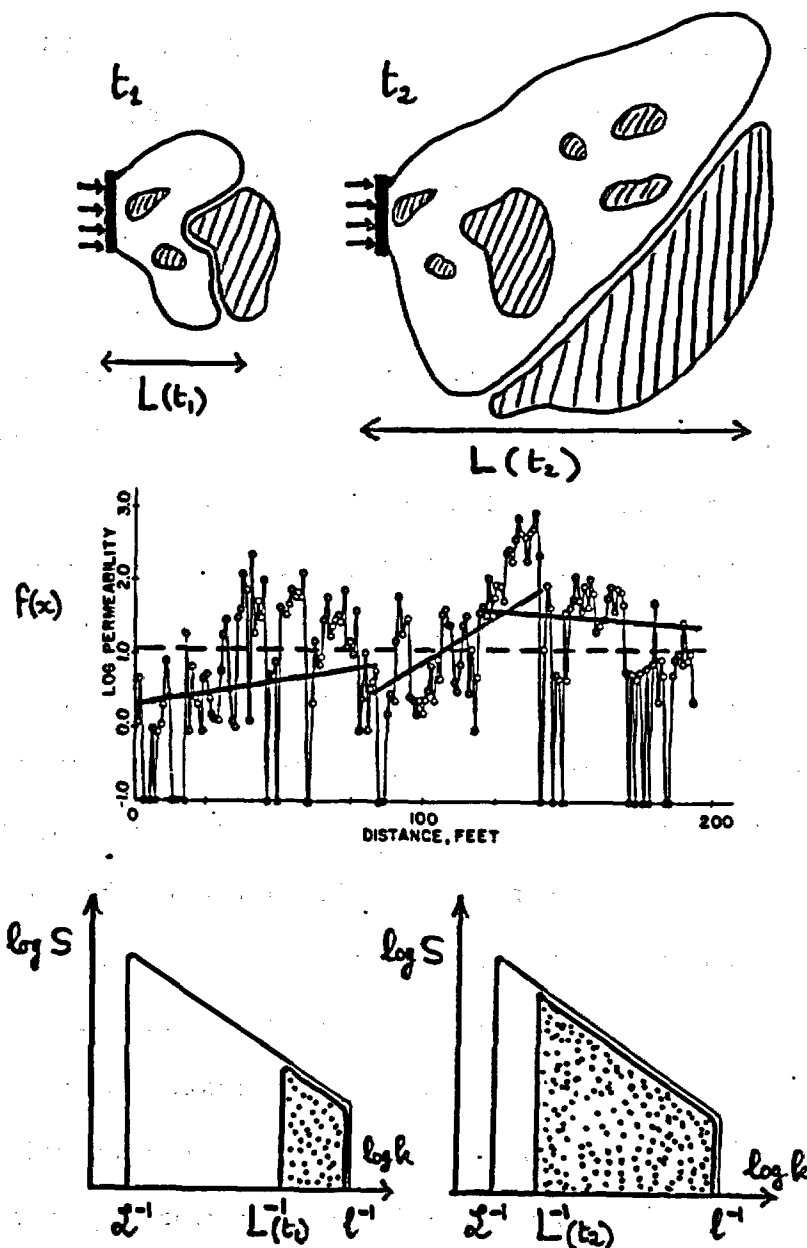 t₁
t₂
L(t₁)
L(t₂)
f(x)
LOG PERMEABILITY
3.0
2.0
1.0
0.0
-1.0
0
100
200
DISTANCE, FEET
log S
log k
ℒ⁻¹
L⁻¹(t₁)
ℓ⁻¹
log S
log k
ℒ⁻¹
L⁻¹(t₂)
ℓ⁻¹